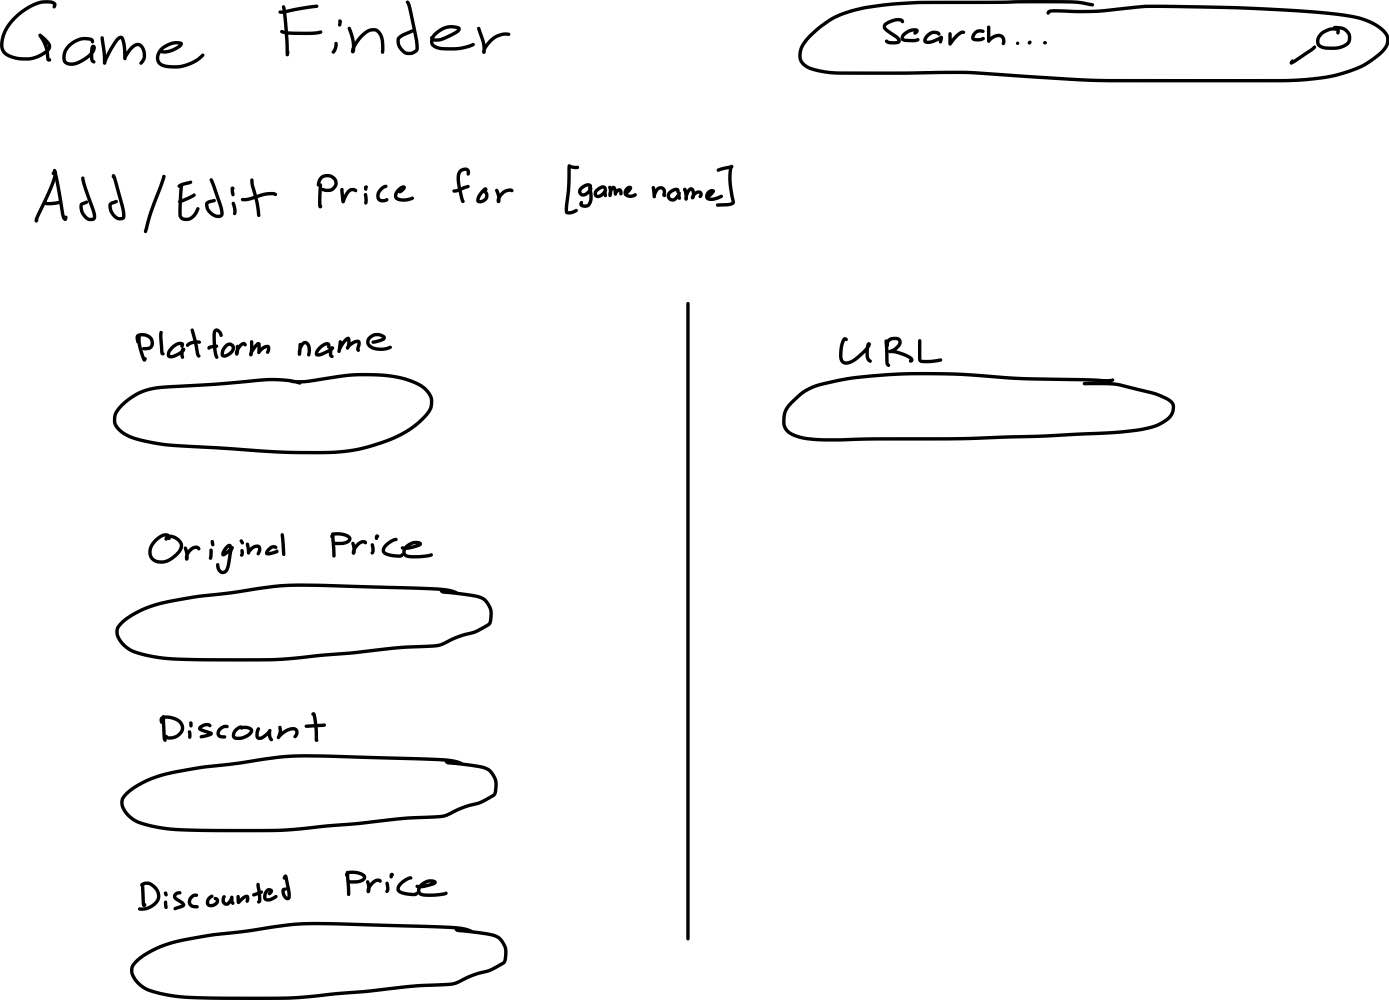 Game Finder
Search...
Add/Edit Price for [game name]
Platform name
URL
Original Price
Discount
Discounted Price